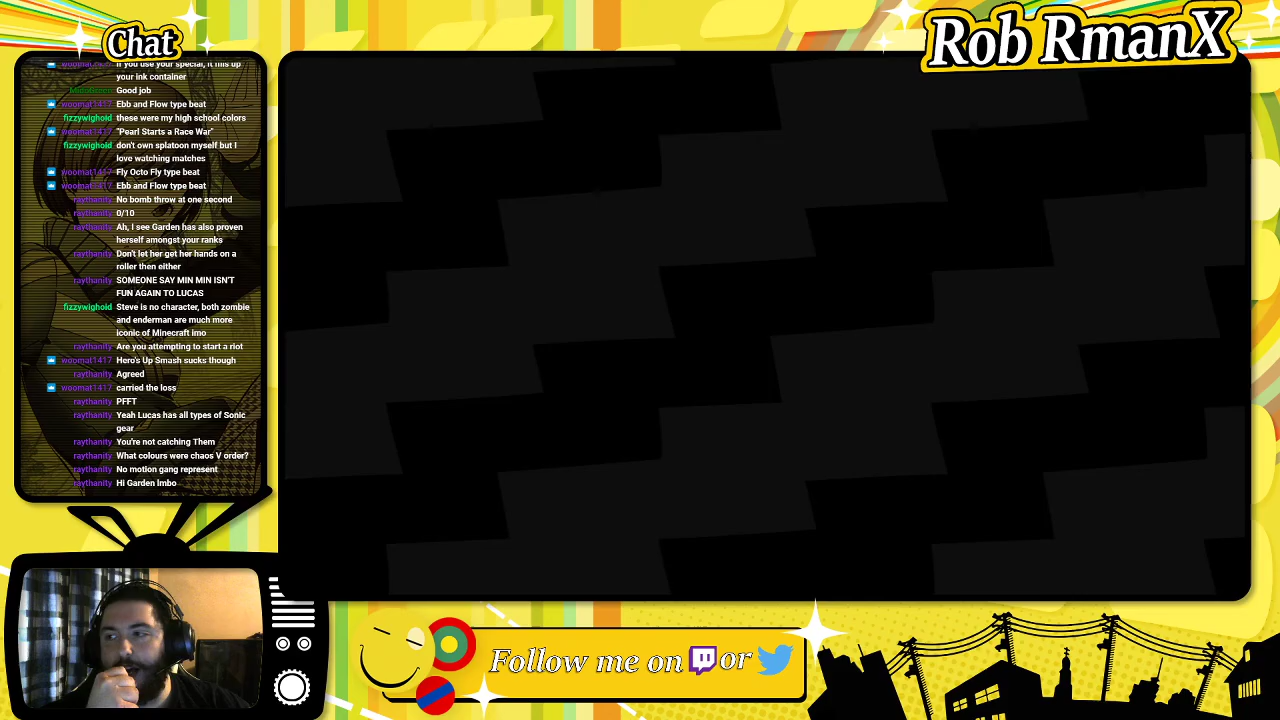 Chat
Rob RmanX
woomat1417 If you use your special, it fills up
your ink container
Good job
woomat1417 Ebb and Flow type beat
fizzywighoid these were my high school colors
woomat1417 "Pearl Starts a Race War"
fizzywighoid don't own splatoon myself but I
love watching matches
woomat1417 Fly Octo Fly type beat
woomat1417 Ebb and Flow type beat
raythanity No bomb throw at one second
raythanity 0/10
raythanity Ah, I see Garden has also proven
herself amongst your ranks
raythanity Don't let her get her hands on a
roller then either
raythanity SOMEONE SAY MIN MIN ISN'T
FUN AGAIN TO LUCAS
fizzywighoid Steve is no character, both zombie
and enderman are much more
iconic of Minecraft imo
raythanity Are you attempting to start a riot
woomat1417 Hero's Up Smash sucks though
raythanity Agreed
woomat1417 carried the loss
raythanity PFFT
raythanity Yeah Lucas has all types of Sonic
gear
raythanity You're not catching Them
raythanity What colours were chaos V order?
raythanity No motion gang represent
raythanity Hi Garden lmbo
Follow me on or